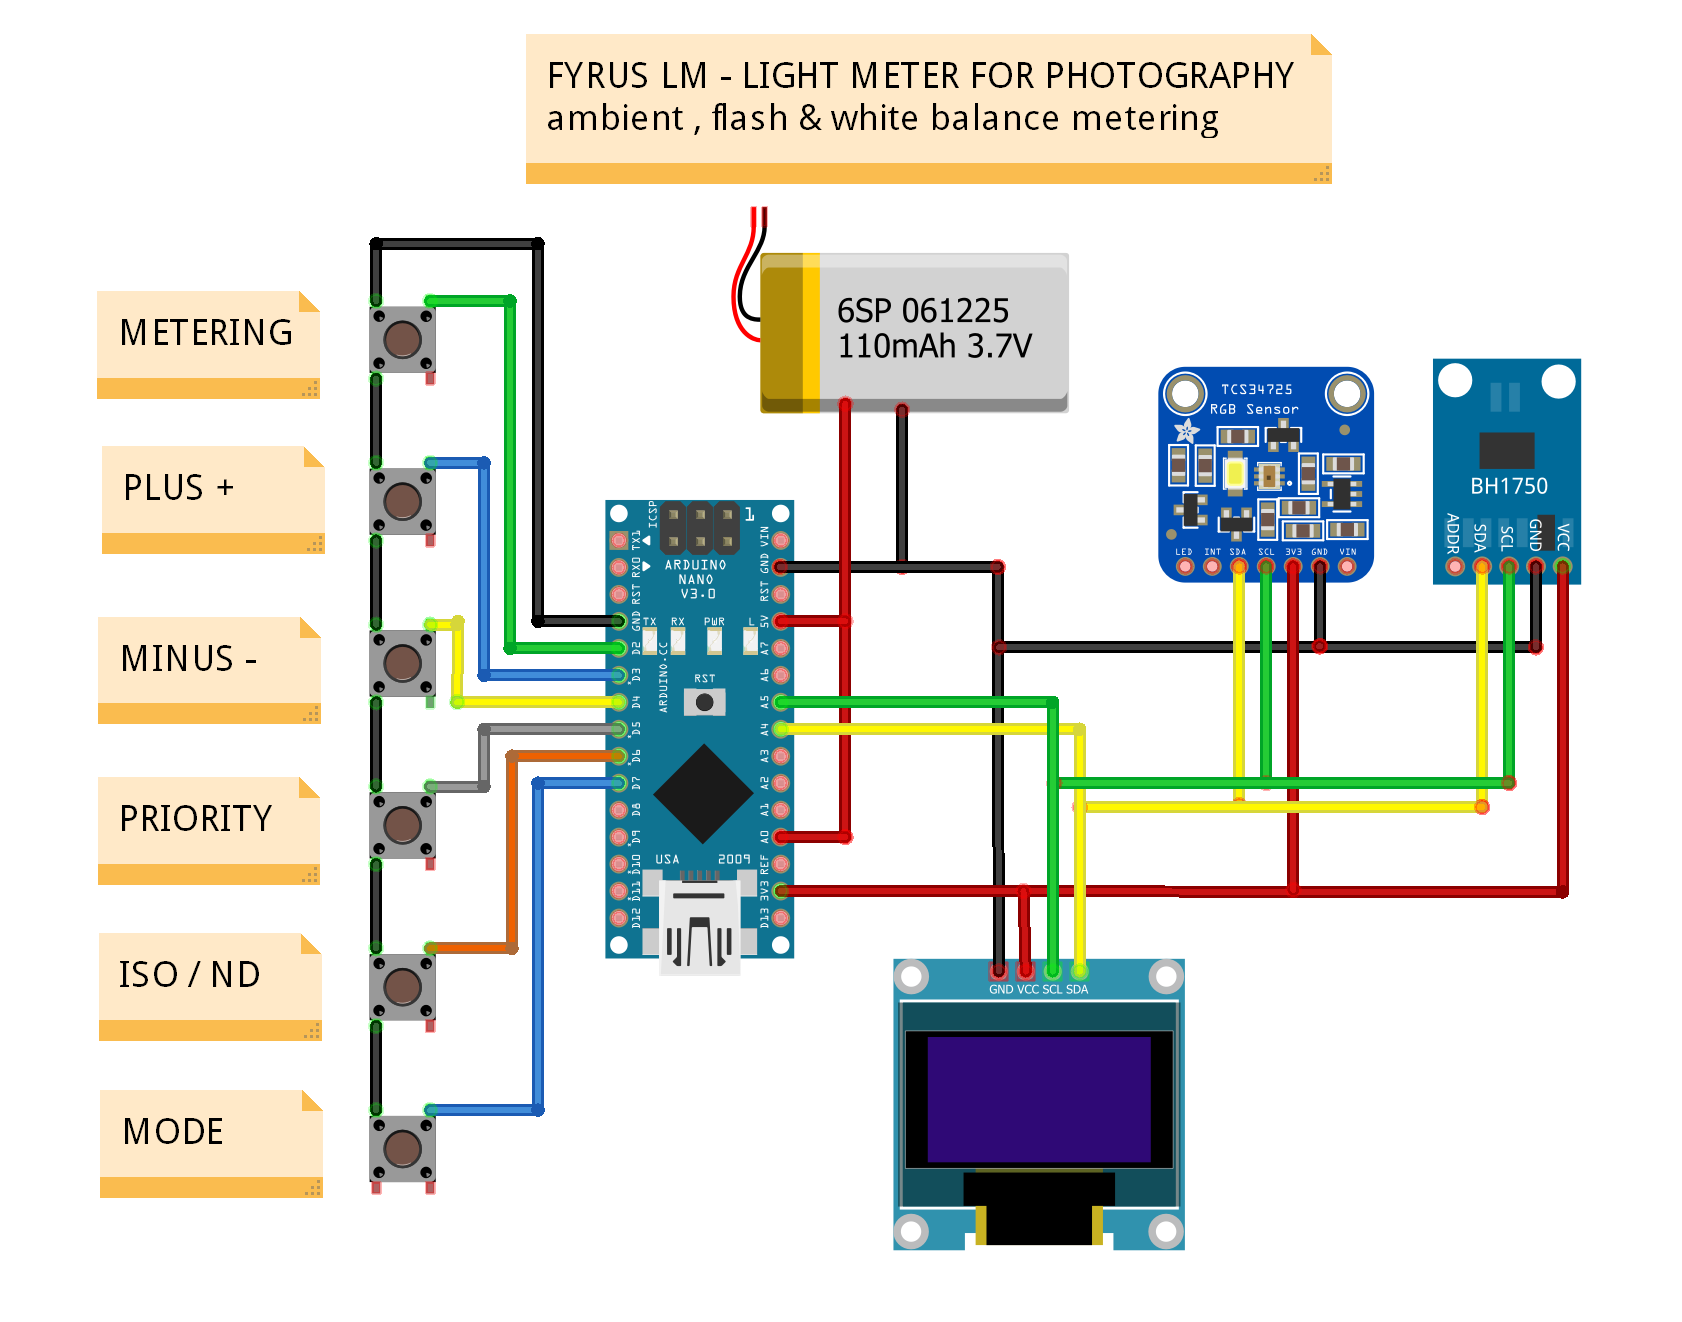 FYRUS LM - LIGHT METER FOR PHOTOGRAPHY
ambient , flash & white balance metering
METERING
PLUS +
MINUS -
PRIORITY
ISO / ND
MODE
6SP 061225
110mAh 3.7V
ICSP
1
ARDUINO
NANO
V3.0
TX RX PWR L
RST
ARDUINO.CC
USA 2009
TX1
RX0
RST
GND
D2
D3
D4
D5
D6
D7
D8
D9
D10
D11
D12
VIN
GND
RST
5V
A7
A6
A5
A4
A3
A2
A1
A0
REF
3V3
D13
TCS34725
RGB Sensor
LED INT SDA SCL 3V3 GND VIN
BH1750
ADDR SDA SCL GND VCC
GND VCC SCL SDA